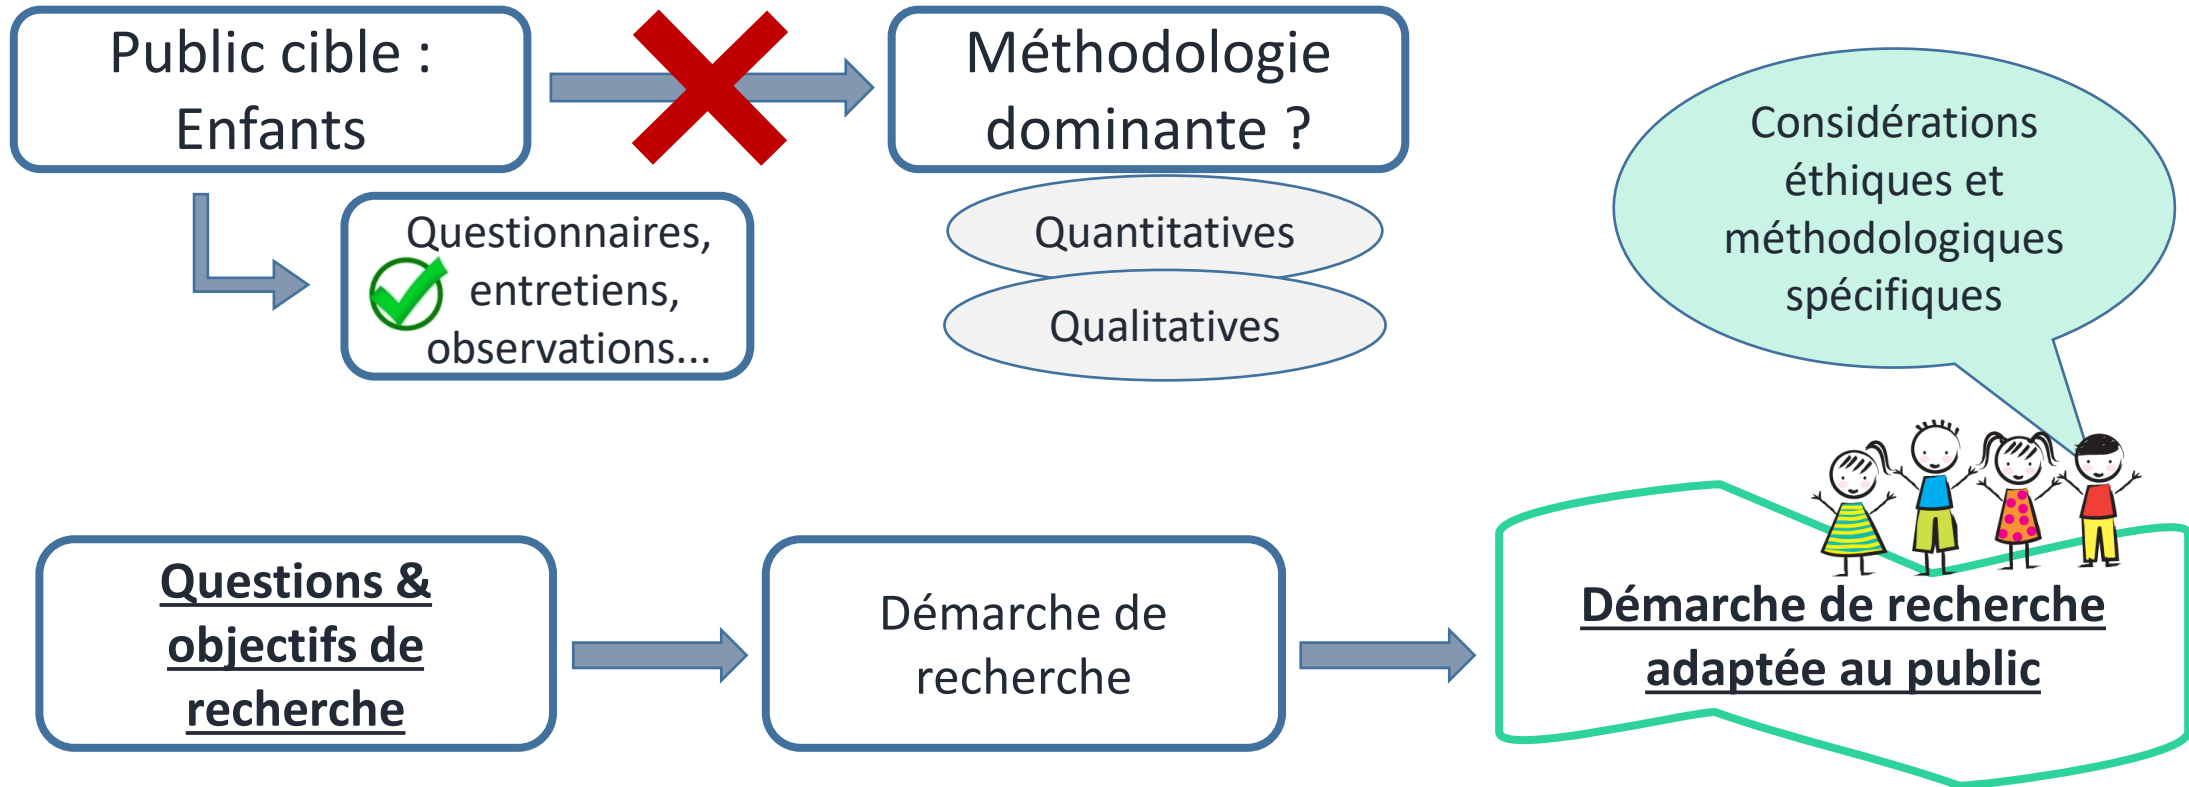 Public cible :
Enfants
Méthodologie
dominante ?
Questionnaires,
entretiens,
observations...
Quantitatives
Qualitatives
Considérations
éthiques et
méthodologiques
spécifiques
Questions &
objectifs de
recherche
Démarche de
recherche
Démarche de recherche
adaptée au public